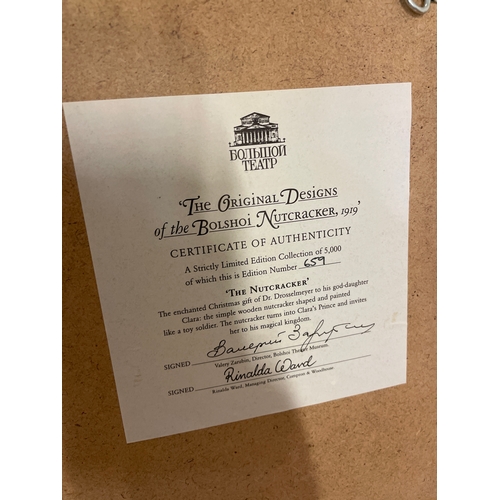 БОЛЬШОЙ
ТЕАТР
'The Original Designs
of the Bolshoi Nutcracker, 1919'
CERTIFICATE OF AUTHENTICITY
A Strictly Limited Edition Collection of 5,000
of which this is Edition Number 659
'THE NUTCRACKER'
The enchanted Christmas gift of Dr. Drosselmeyer to his god-daughter
Clara: the simple wooden nutcracker shaped and painted
like a toy soldier. The nutcracker turns into Clara's Prince and invites
her to his magical kingdom.
SIGNED Валерий
Valery Zarubin, Director, Bolshoi Theatre Museum.
SIGNED Rinalda Ward
Rinalda Ward, Managing Director, Compton & Woodhouse.